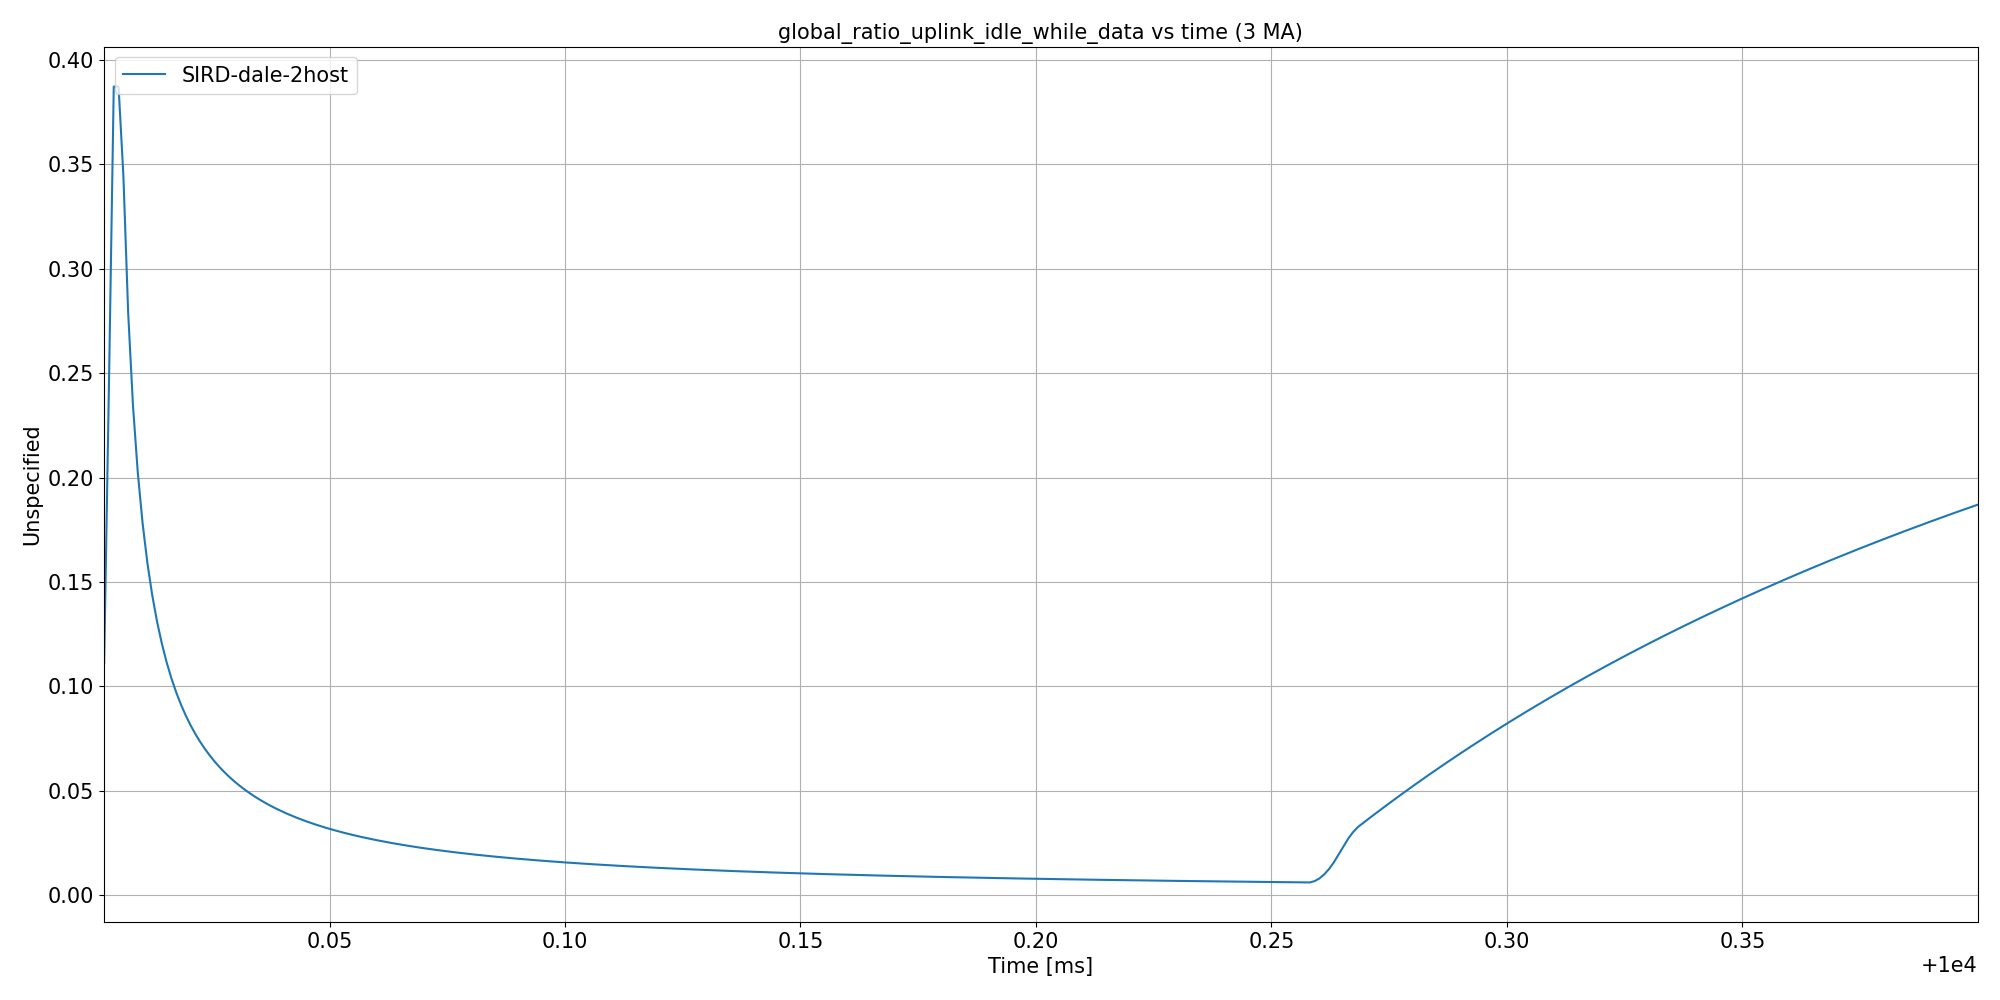 global_ratio_uplink_idle_while_data vs time (3 MA)
SIRD-dale-2host
Unspecified
0.40
0.35
0.30
0.25
0.20
0.15
0.10
0.05
0.00
0.05 0.10 0.15 0.20 0.25 0.30 0.35
Time [ms]
+1e4